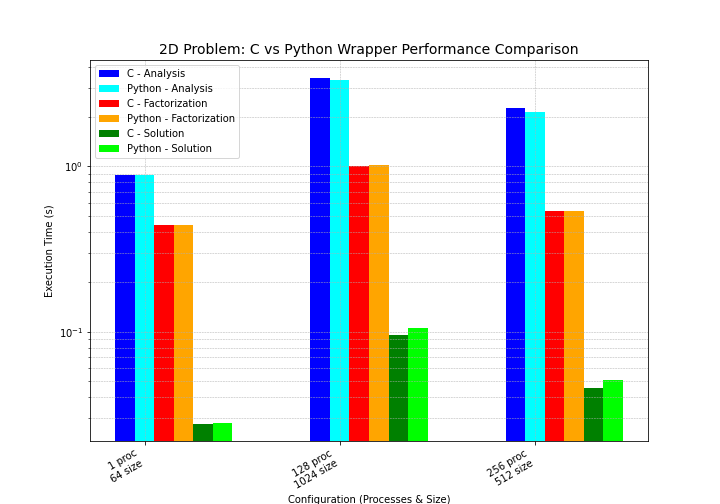 2D Problem: C vs Python Wrapper Performance Comparison
C - Analysis
Python - Analysis
C - Factorization
Python - Factorization
C - Solution
Python - Solution
10⁰
10⁻¹
Execution Time (s)
1 proc
64 size
128 proc
1024 size
256 proc
512 size
Configuration (Processes & Size)